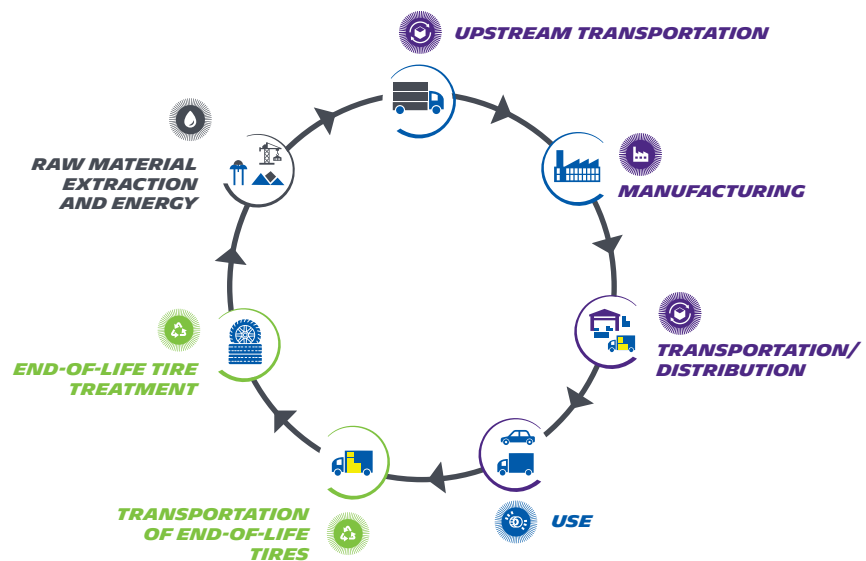 UPSTREAM TRANSPORTATION
MANUFACTURING
TRANSPORTATION/
DISTRIBUTION
USE
TRANSPORTATION
OF END-OF-LIFE
TIRES
END-OF-LIFE TIRE
TREATMENT
RAW MATERIAL
EXTRACTION
AND ENERGY